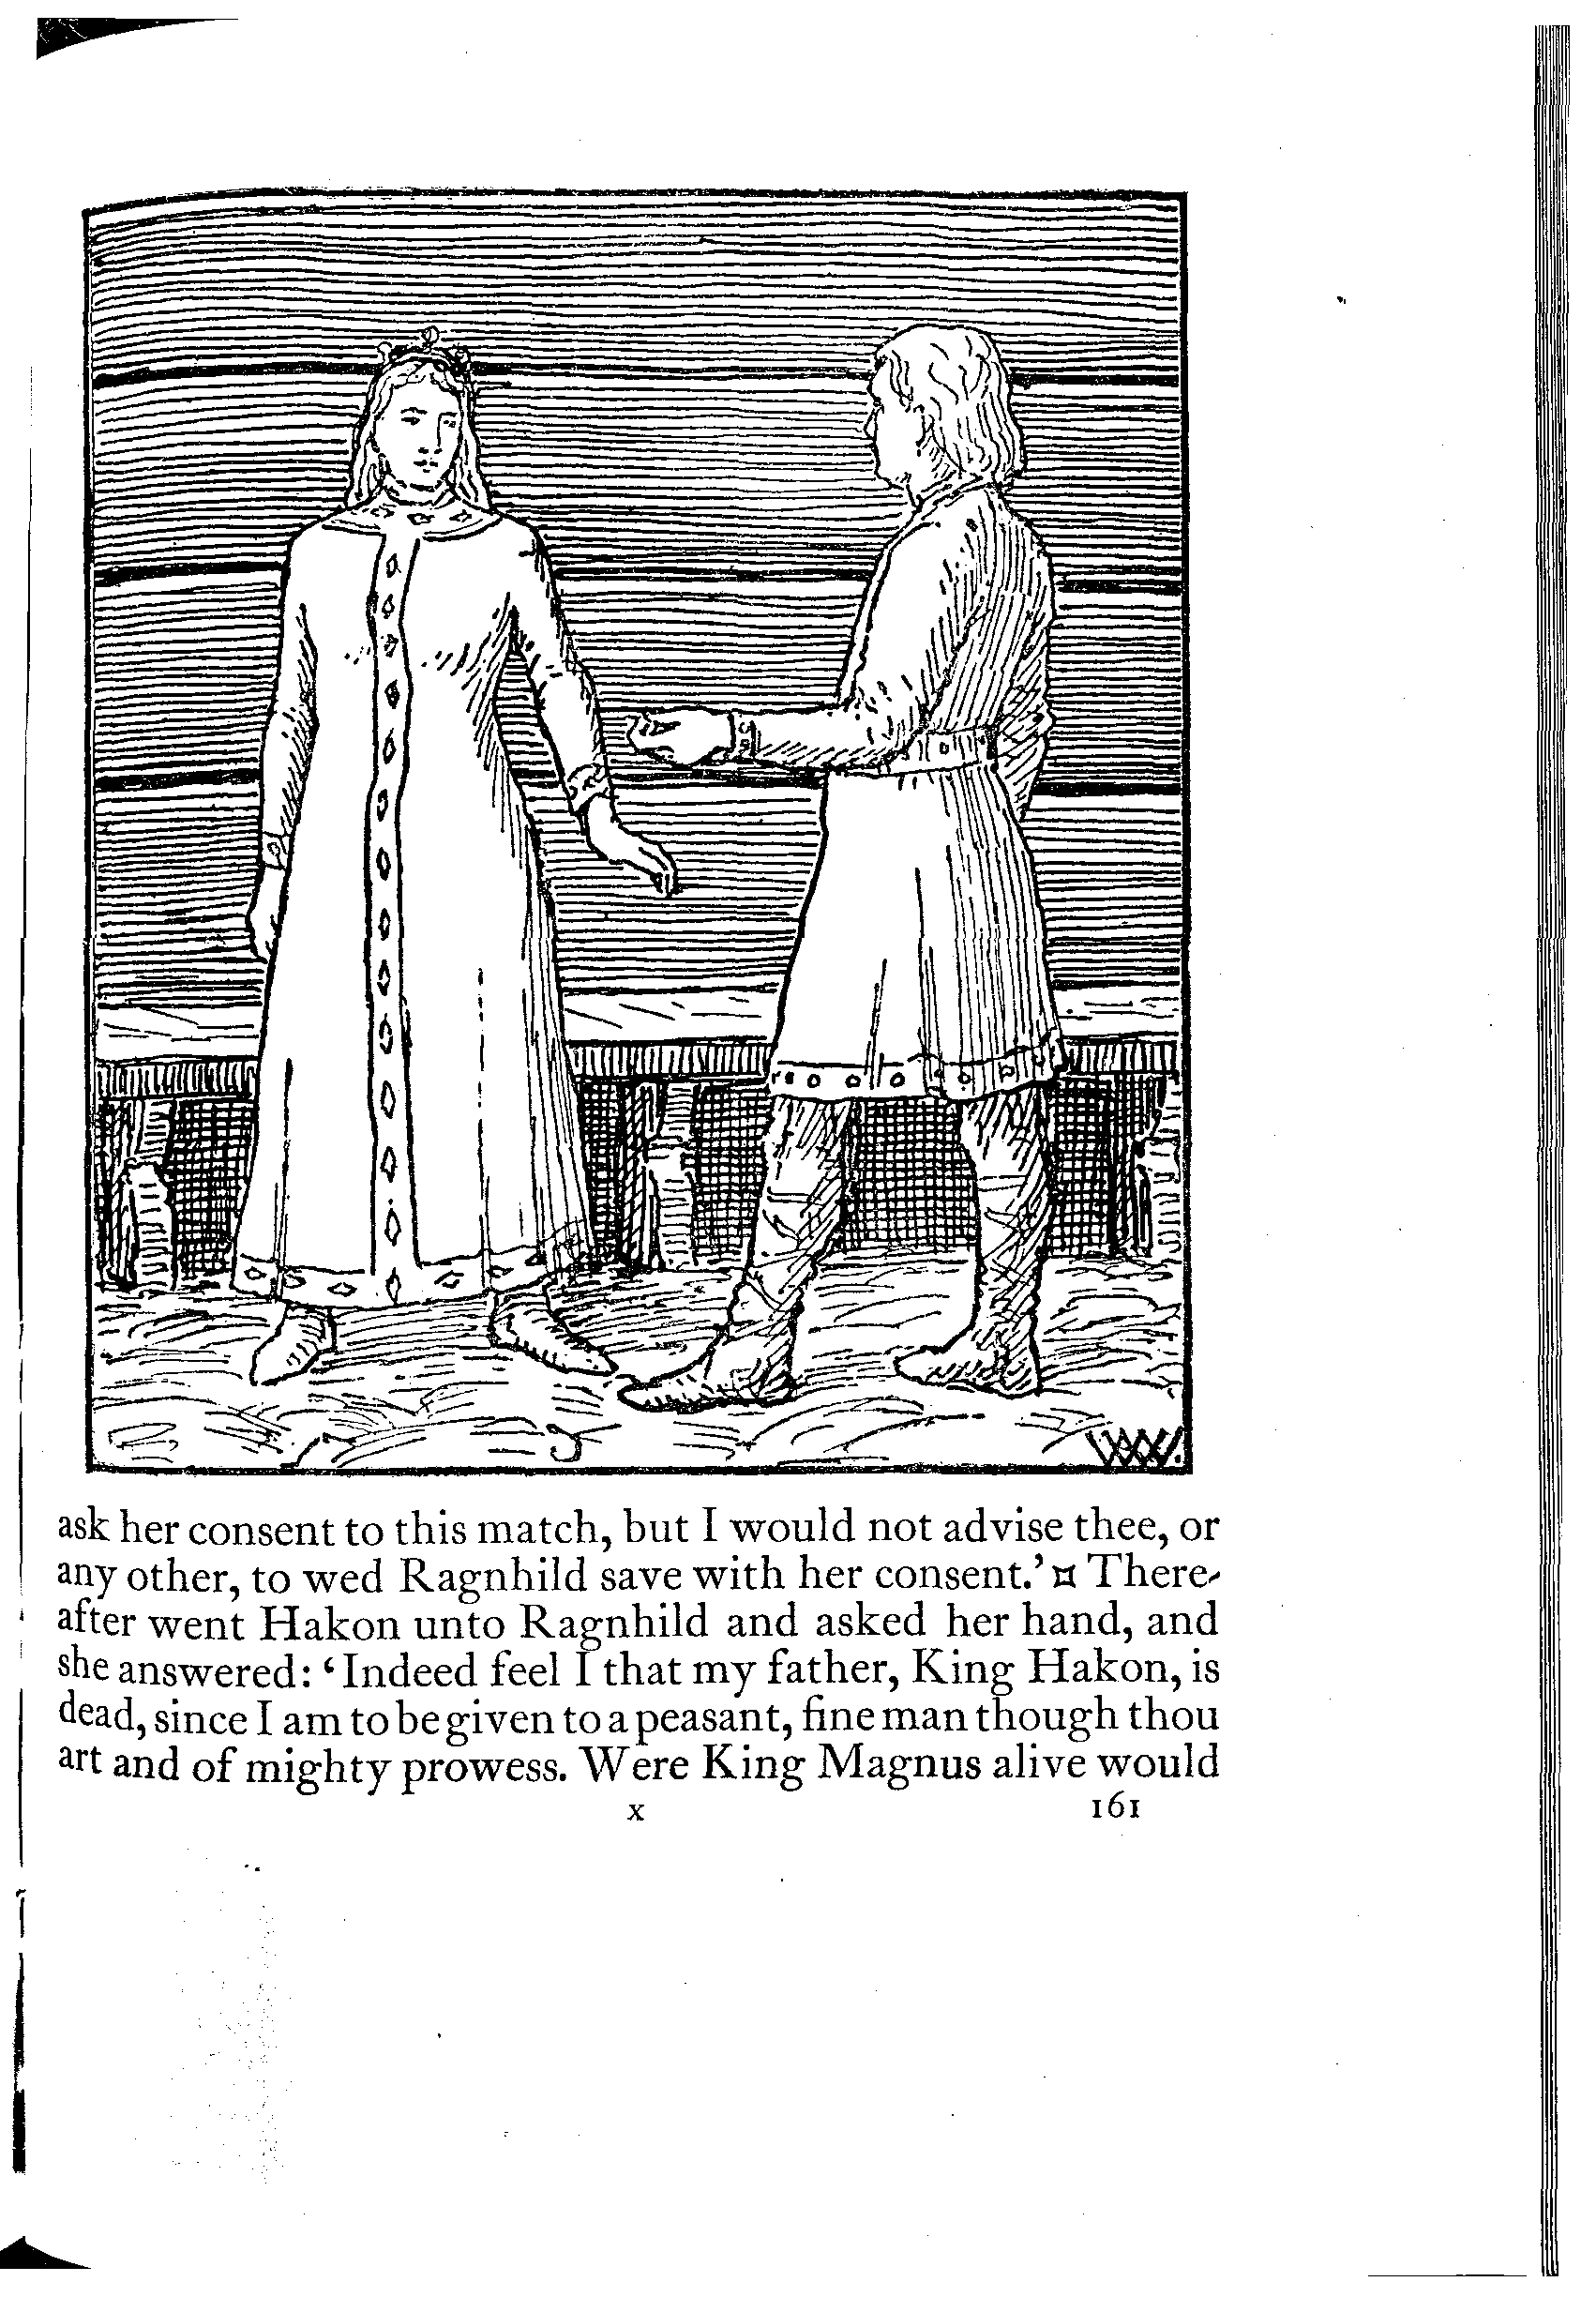 WW.
ask her consent to this match, but I would not advise thee, or
any other, to wed Ragnhild save with her consent.’ ¤ There-
after went Hakon unto Ragnhild and asked her hand, and
she answered: ‘Indeed feel I that my father, King Hakon, is
dead, since I am to be given to a peasant, fine man though thou
art and of mighty prowess. Were King Magnus alive would
x 161